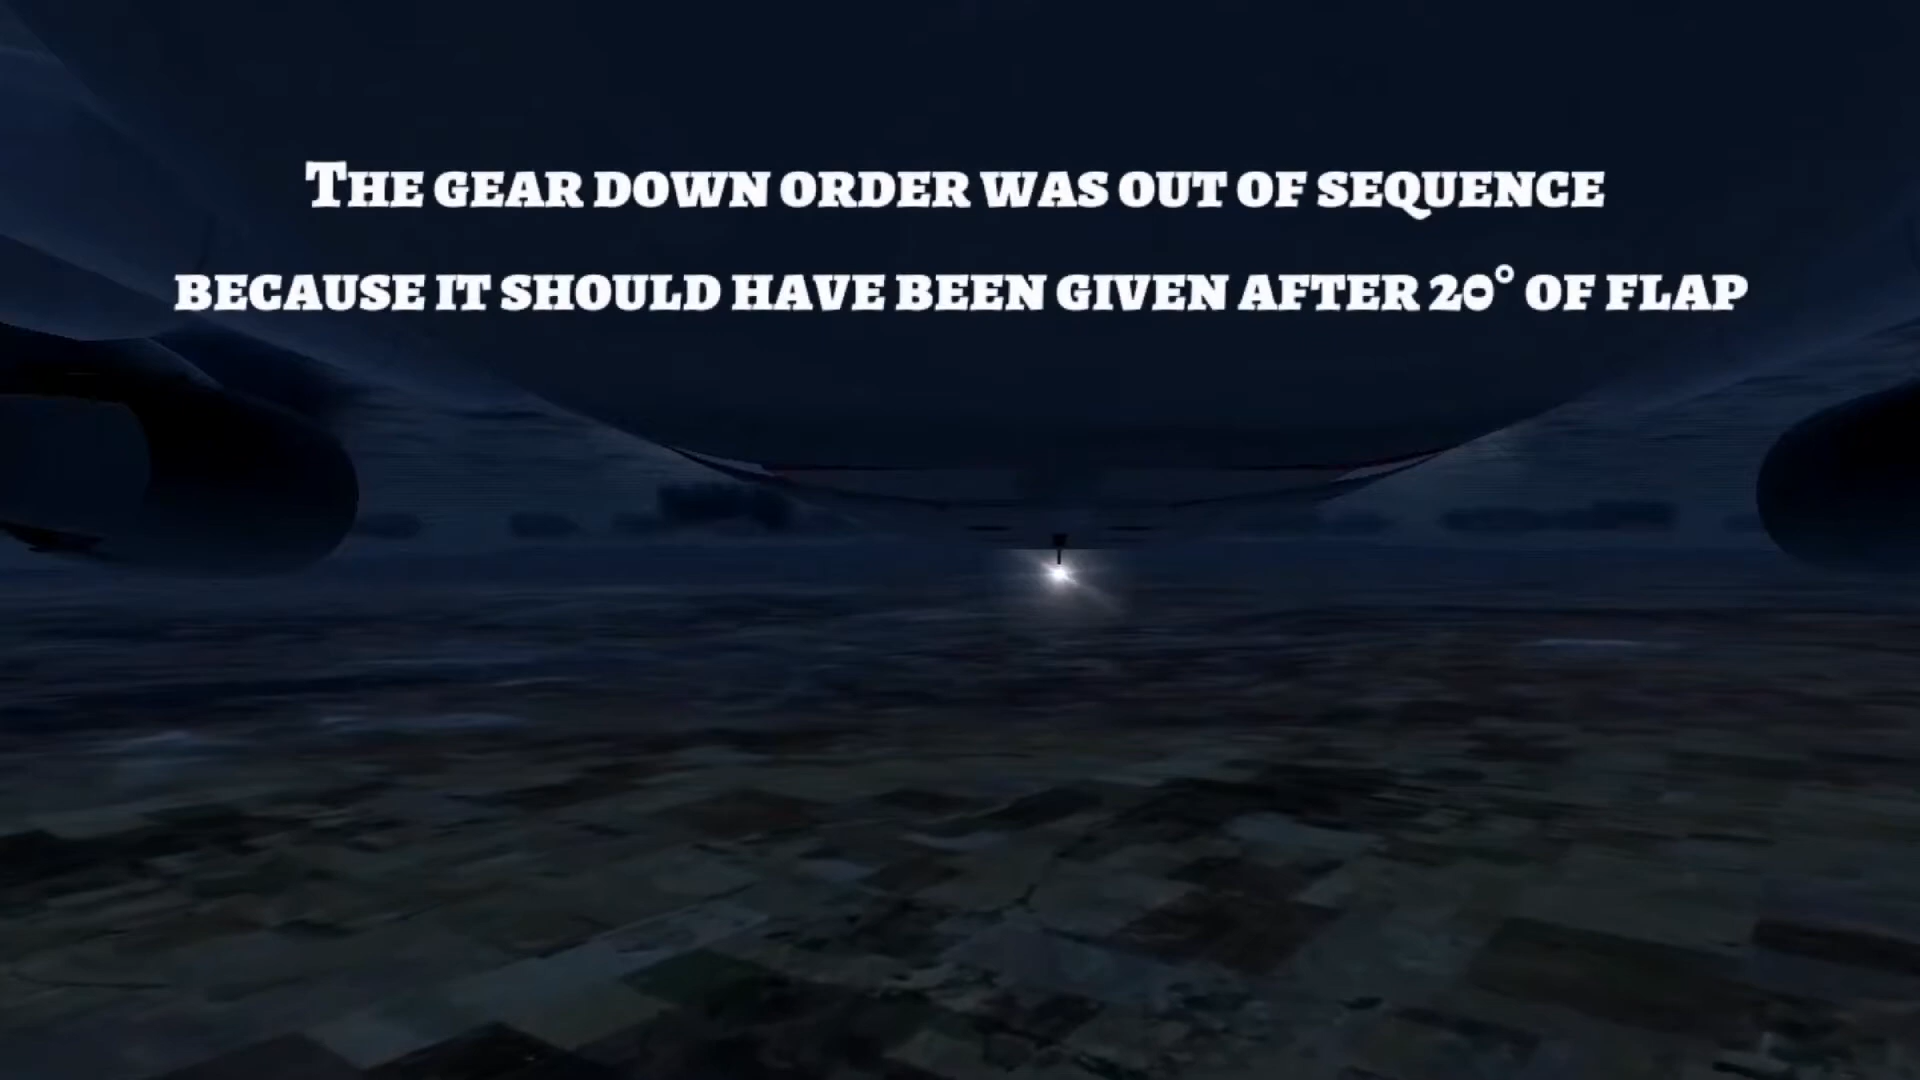 The gear down order was out of sequence
because it should have been given after 20° of flap